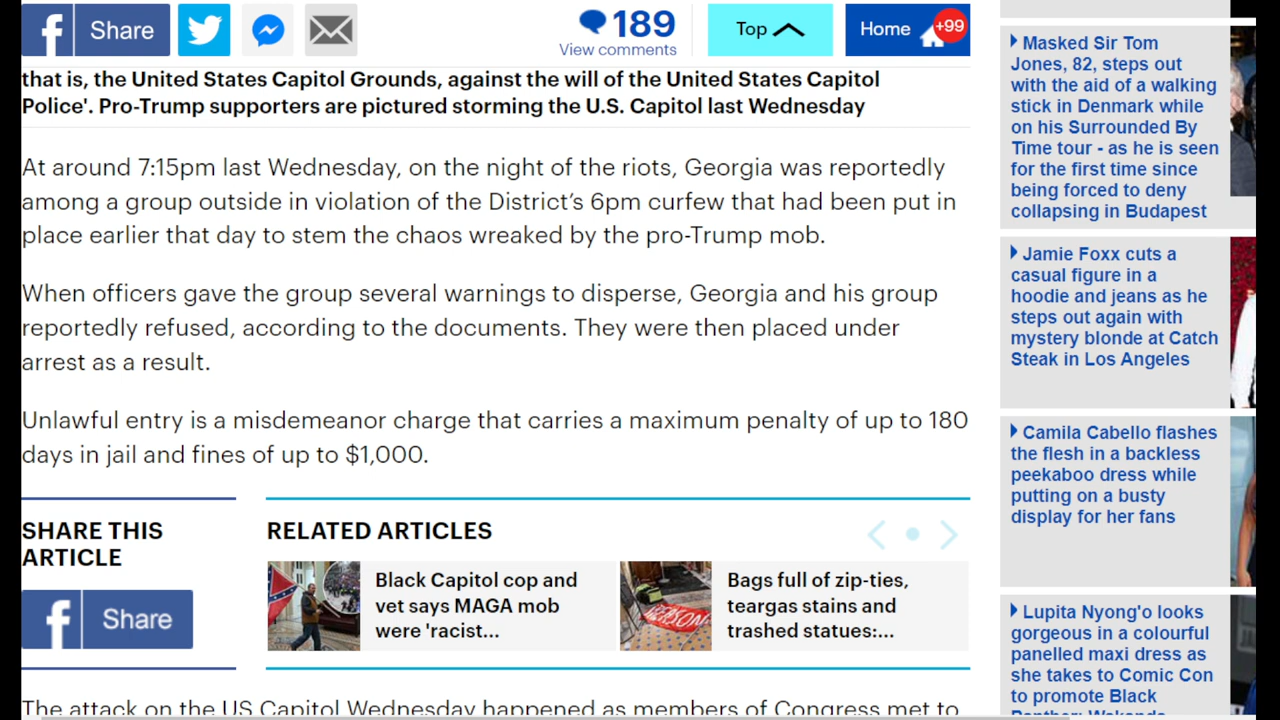 Share
189
View comments
Top
Home
+99
that is, the United States Capitol Grounds, against the will of the United States Capitol
Police'. Pro-Trump supporters are pictured storming the U.S. Capitol last Wednesday
At around 7:15pm last Wednesday, on the night of the riots, Georgia was reportedly
among a group outside in violation of the District’s 6pm curfew that had been put in
place earlier that day to stem the chaos wreaked by the pro-Trump mob.
When officers gave the group several warnings to disperse, Georgia and his group
reportedly refused, according to the documents. They were then placed under
arrest as a result.
Unlawful entry is a misdemeanor charge that carries a maximum penalty of up to 180
days in jail and fines of up to $1,000.
SHARE THIS
ARTICLE
Share
RELATED ARTICLES
Black Capitol cop and
vet says MAGA mob
were 'racist...
Bags full of zip-ties,
teargas stains and
trashed statues:...
The attack on the US Capitol Wednesday happened as members of Congress met to
Masked Sir Tom
Jones, 82, steps out
with the aid of a walking
stick in Denmark while
on his Surrounded By
Time tour - as he is seen
for the first time since
being forced to deny
collapsing in Budapest
Jamie Foxx cuts a
casual figure in a
hoodie and jeans as he
steps out again with
mystery blonde at Catch
Steak in Los Angeles
Camila Cabello flashes
the flesh in a backless
peekaboo dress while
putting on a busty
display for her fans
Lupita Nyong'o looks
gorgeous in a colourful
panelled maxi dress as
she takes to Comic Con
to promote Black
Panther: Wakanda